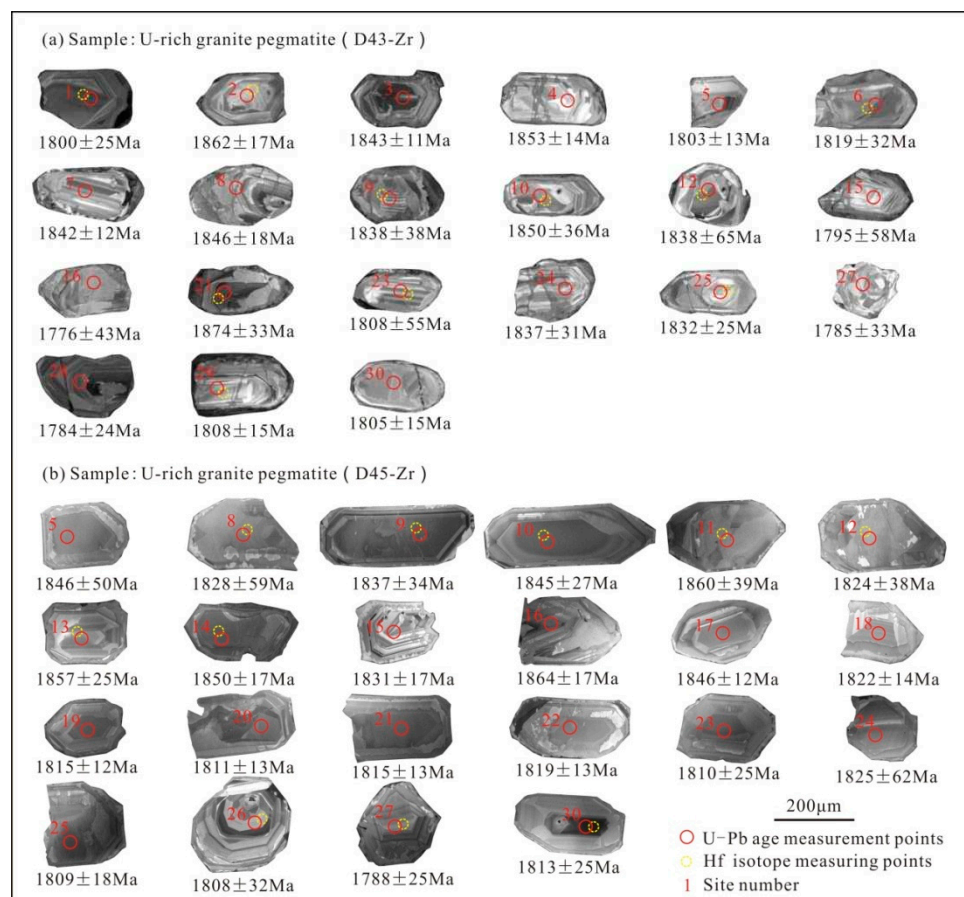 (a) Sample: U-rich granite pegmatite ( D43-Zr )
1 2 3 4 5 6
1800±25Ma 1862±17Ma 1843±11Ma 1853±14Ma 1803±13Ma 1819±32Ma
7 8 9 10 12 15
1842±12Ma 1846±18Ma 1838±38Ma 1850±36Ma 1838±65Ma 1795±58Ma
16 21 23 24 25 27
1776±43Ma 1874±33Ma 1808±55Ma 1837±31Ma 1832±25Ma 1785±33Ma
28 29 30
1784±24Ma 1808±15Ma 1805±15Ma
(b) Sample: U-rich granite pegmatite ( D45-Zr )
5 8 9 10 11 12
1846±50Ma 1828±59Ma 1837±34Ma 1845±27Ma 1860±39Ma 1824±38Ma
13 14 15 16 17 18
1857±25Ma 1850±17Ma 1831±17Ma 1864±17Ma 1846±12Ma 1822±14Ma
19 20 21 22 23 24
1815±12Ma 1811±13Ma 1815±13Ma 1819±13Ma 1810±25Ma 1825±62Ma
25 26 27 30
1809±18Ma 1808±32Ma 1788±25Ma 1813±25Ma
200μm
U-Pb age measurement points
Hf isotope measuring points
1 Site number